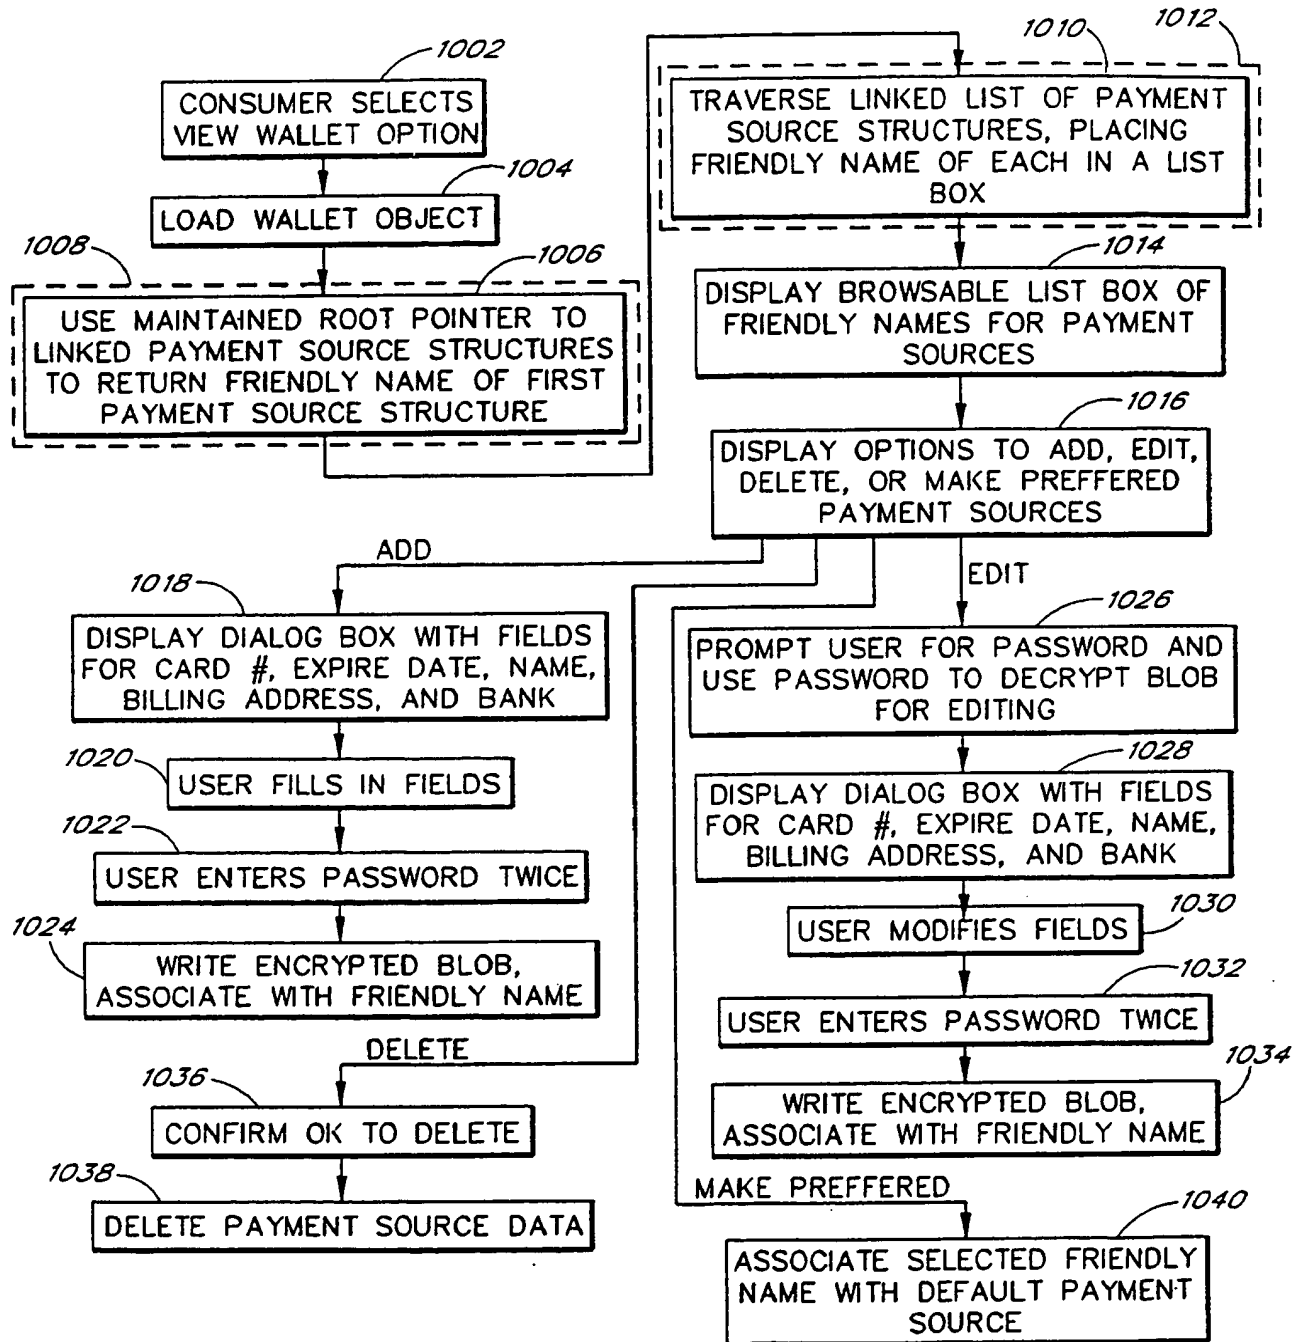 1002
CONSUMER SELECTS
VIEW WALLET OPTION
1004
LOAD WALLET OBJECT
1008
1006
USE MAINTAINED ROOT POINTER TO
LINKED PAYMENT SOURCE STRUCTURES
TO RETURN FRIENDLY NAME OF FIRST
PAYMENT SOURCE STRUCTURE
1010
1012
TRAVERSE LINKED LIST OF PAYMENT
SOURCE STRUCTURES, PLACING
FRIENDLY NAME OF EACH IN A LIST
BOX
1014
DISPLAY BROWSABLE LIST BOX OF
FRIENDLY NAMES FOR PAYMENT
SOURCES
1016
DISPLAY OPTIONS TO ADD, EDIT,
DELETE, OR MAKE PREFFERED
PAYMENT SOURCES
ADD
1018
DISPLAY DIALOG BOX WITH FIELDS
FOR CARD #, EXPIRE DATE, NAME,
BILLING ADDRESS, AND BANK
1020
USER FILLS IN FIELDS
1022
USER ENTERS PASSWORD TWICE
1024
WRITE ENCRYPTED BLOB,
ASSOCIATE WITH FRIENDLY NAME
EDIT
1026
PROMPT USER FOR PASSWORD AND
USE PASSWORD TO DECRYPT BLOB
FOR EDITING
1028
DISPLAY DIALOG BOX WITH FIELDS
FOR CARD #, EXPIRE DATE, NAME,
BILLING ADDRESS, AND BANK
1030
USER MODIFIES FIELDS
1032
USER ENTERS PASSWORD TWICE
1034
WRITE ENCRYPTED BLOB,
ASSOCIATE WITH FRIENDLY NAME
DELETE
1036
CONFIRM OK TO DELETE
1038
DELETE PAYMENT SOURCE DATA
MAKE PREFFERED
1040
ASSOCIATE SELECTED FRIENDLY
NAME WITH DEFAULT PAYMENT
SOURCE